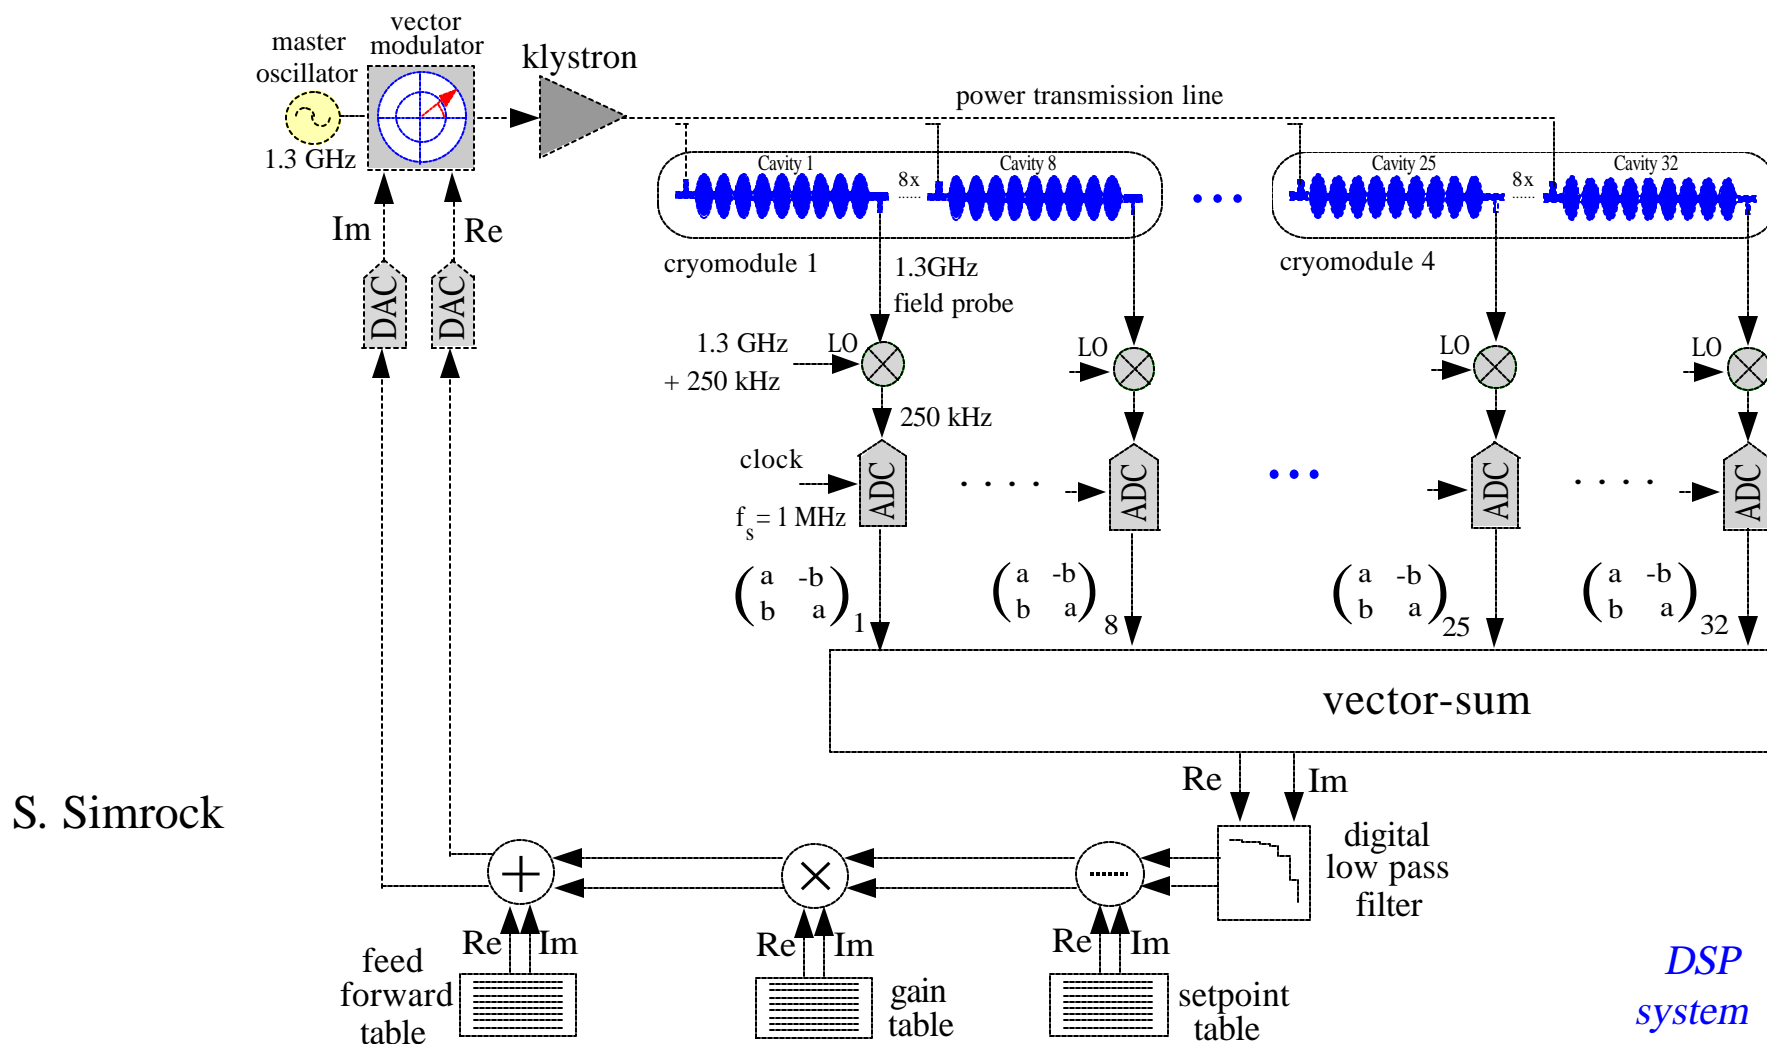 master
oscillator
1.3 GHz
vector
modulator
klystron
power transmission line
Cavity 1
8x
Cavity 8
Cavity 25
8x
Cavity 32
cryomodule 1
cryomodule 4
Im
Re
DAC
DAC
1.3GHz
field probe
1.3 GHz
+ 250 kHz
LO
LO
LO
LO
250 kHz
clock
f_s = 1 MHz
ADC
ADC
ADC
ADC
a -b
b a
1
a -b
b a
8
a -b
b a
25
a -b
b a
32
vector-sum
Re
Im
digital
low pass
filter
S. Simrock
+
×
Re
Im
Re
Im
Re
Im
feed
forward
table
gain
table
setpoint
table
DSP
system